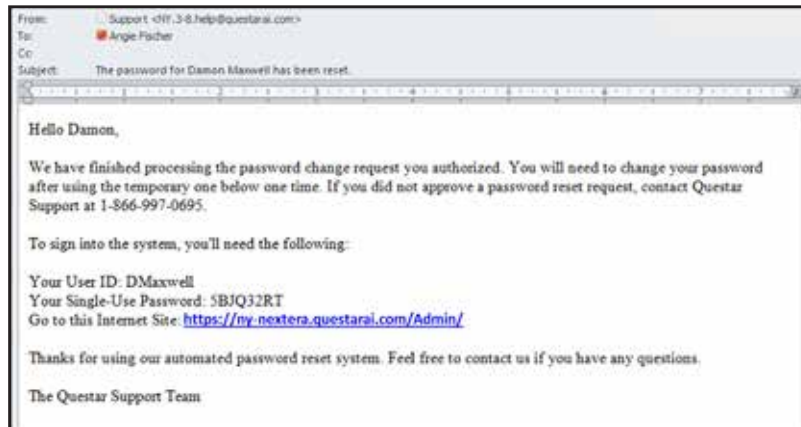 From: Support <NY.3-8.help@questarai.com>
To: Angie Fischer
Cc
Subject: The password for Damon Maxwell has been reset.
Hello Damon,
We have finished processing the password change request you authorized. You will need to change your password
after using the temporary one below one time. If you did not approve a password reset request, contact Questar
Support at 1-866-997-0695.
To sign into the system, you'll need the following:
Your User ID: DMaxwell
Your Single-Use Password: 5BJQ32RT
Go to this Internet Site: https://ny-nextera.questarai.com/Admin/
Thanks for using our automated password reset system. Feel free to contact us if you have any questions.
The Questar Support Team